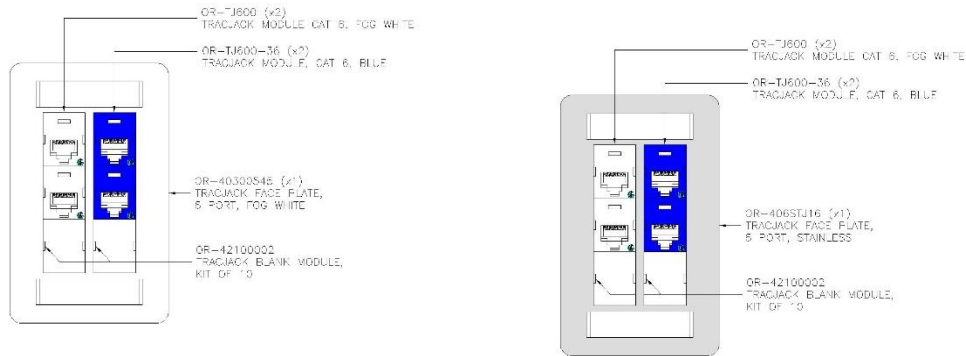 OR-TJ600 (x2)
TRACJACK MODULE CAT 6, FOG WHITE
OR-TJ600-36 (x2)
TRACJACK MODULE, CAT 6, BLUE
OR-40300545 (x1)
TRACJACK FACE PLATE,
6 PORT, FOG WHITE
OR-42100002
TRACJACK BLANK MODULE,
KIT OF 10
OR-TJ600 (x2)
TRACJACK MODULE CAT 6, FOG WHITE
OR-TJ600-36 (x2)
TRACJACK MODULE, CAT 6, BLUE
OR-406STJ16 (x1)
TRACJACK FACE PLATE,
6 PORT, STAINLESS
OR-42100002
TRACJACK BLANK MODULE,
KIT OF 10